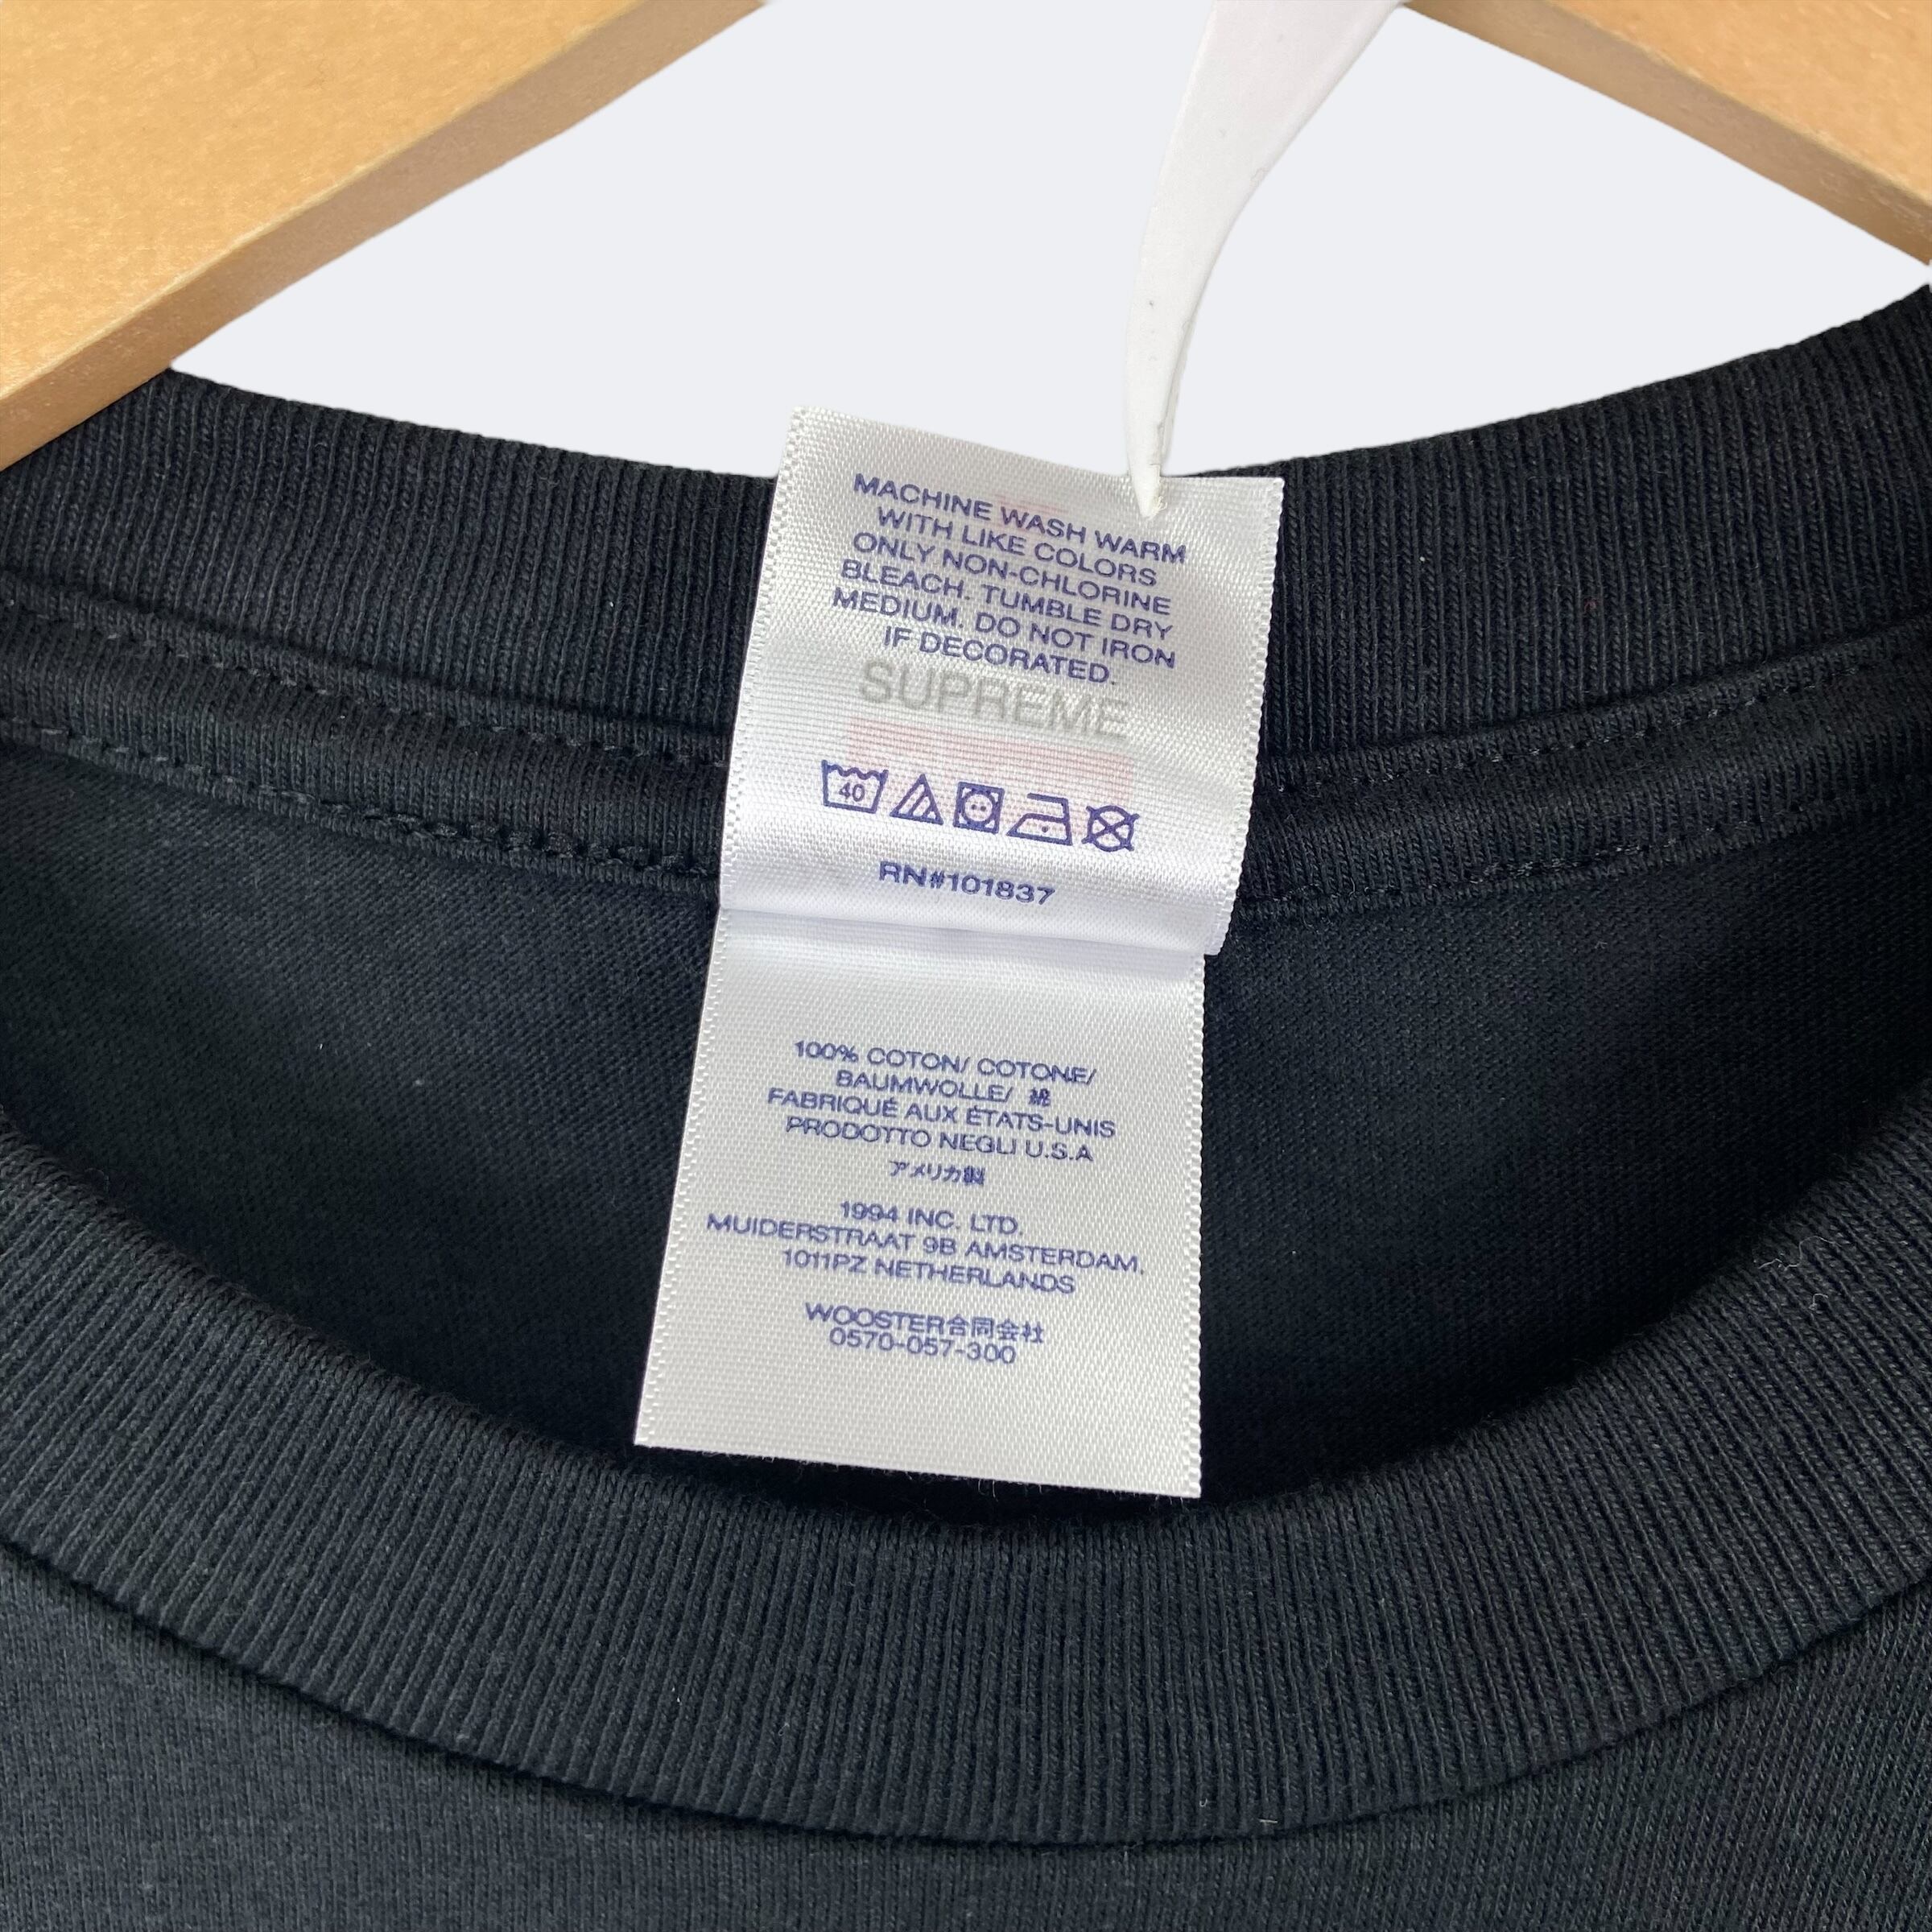 MACHINE WASH WARM
WITH LIKE COLORS
ONLY NON-CHLORINE
BLEACH. TUMBLE DRY
MEDIUM. DO NOT IRON
IF DECORATED.
SUPREME
40
RN#101837
100% COTON/ COTONE/
BAUMWOLLE/ 綿
FABRIQUÉ AUX ÉTATS-UNIS
PRODOTTO NEGLI U.S.A
アメリカ製
1994 INC. LTD.
MUIDERSTRAAT 9B AMSTERDAM,
1011PZ NETHERLANDS
WOOSTER合同会社
0570-057-300